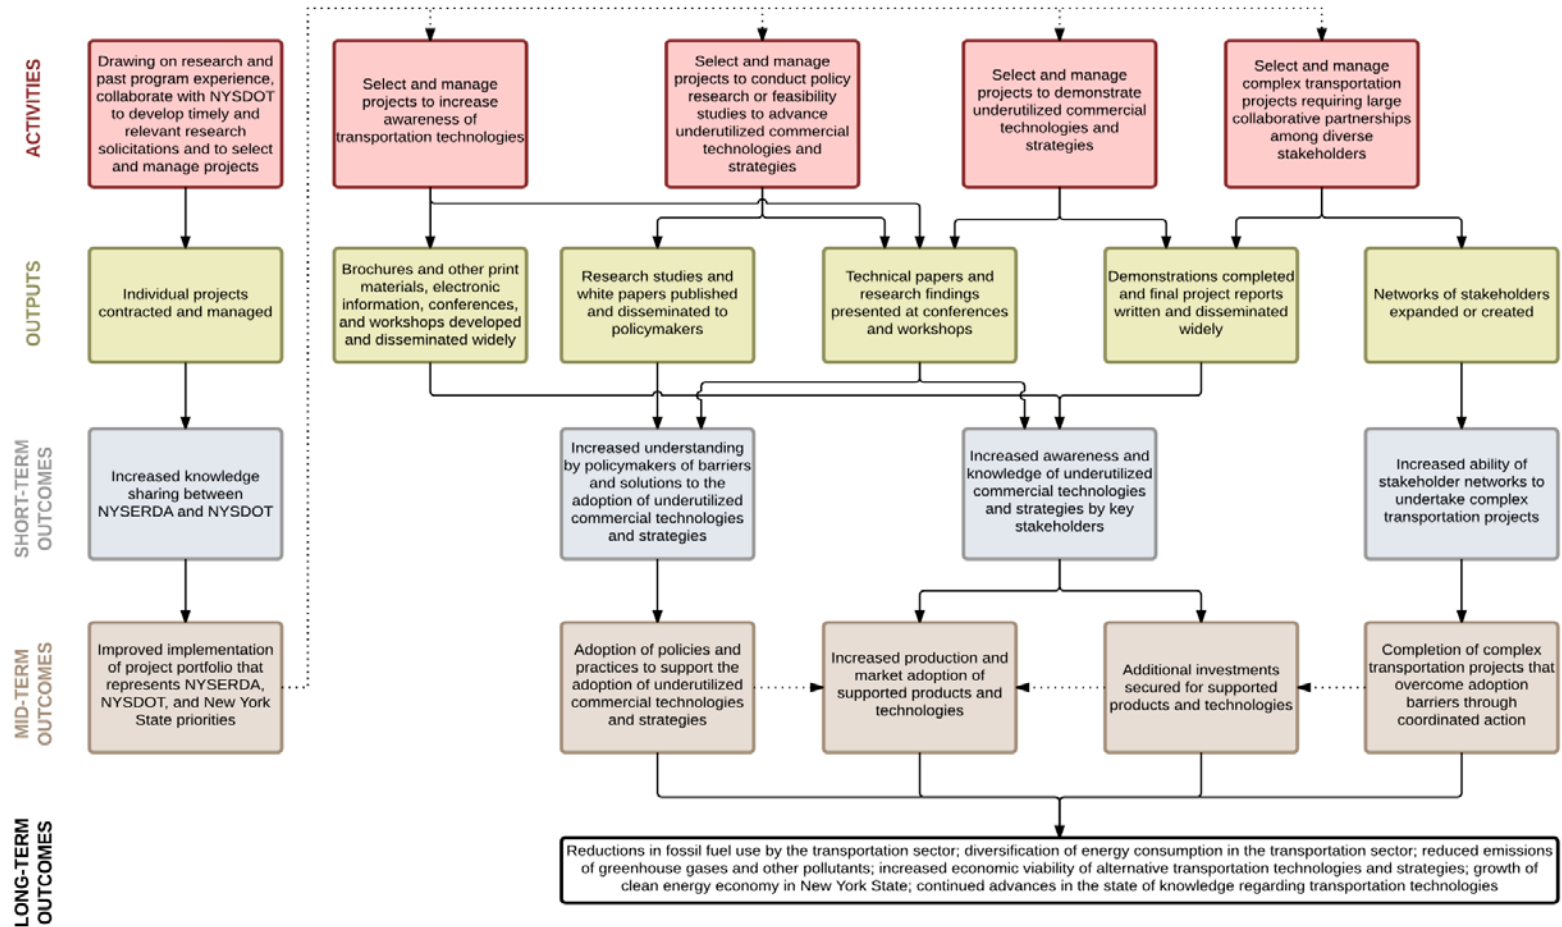 ACTIVITIES
Drawing on research and
past program experience,
collaborate with NYSDOT
to develop timely and
relevant research
solicitations and to select
and manage projects
Select and manage
projects to increase
awareness of
transportation technologies
Select and manage
projects to conduct policy
research or feasibility
studies to advance
underutilized commercial
technologies and
strategies
Select and manage
projects to demonstrate
underutilized commercial
technologies and
strategies
Select and manage
complex transportation
projects requiring large
collaborative partnerships
among diverse
stakeholders
OUTPUTS
Individual projects
contracted and managed
Brochures and other print
materials, electronic
information, conferences,
and workshops developed
and disseminated widely
Research studies and
white papers published
and disseminated to
policymakers
Technical papers and
research findings
presented at conferences
and workshops
Demonstrations completed
and final project reports
written and disseminated
widely
Networks of stakeholders
expanded or created
SHORT-TERM
OUTCOMES
Increased knowledge
sharing between
NYSERDA and NYSDOT
Increased understanding
by policymakers of barriers
and solutions to the
adoption of underutilized
commercial technologies
and strategies
Increased awareness and
knowledge of underutilized
commercial technologies
and strategies by key
stakeholders
Increased ability of
stakeholder networks to
undertake complex
transportation projects
MID-TERM
OUTCOMES
Improved implementation
of project portfolio that
represents NYSERDA,
NYSDOT, and New York
State priorities
Adoption of policies and
practices to support the
adoption of underutilized
commercial technologies
and strategies
Increased production and
market adoption of
supported products and
technologies
Additional investments
secured for supported
products and technologies
Completion of complex
transportation projects that
overcome adoption
barriers through
coordinated action
LONG-TERM
OUTCOMES
Reductions in fossil fuel use by the transportation sector; diversification of energy consumption in the transportation sector; reduced emissions
of greenhouse gases and other pollutants; increased economic viability of alternative transportation technologies and strategies; growth of
clean energy economy in New York State; continued advances in the state of knowledge regarding transportation technologies